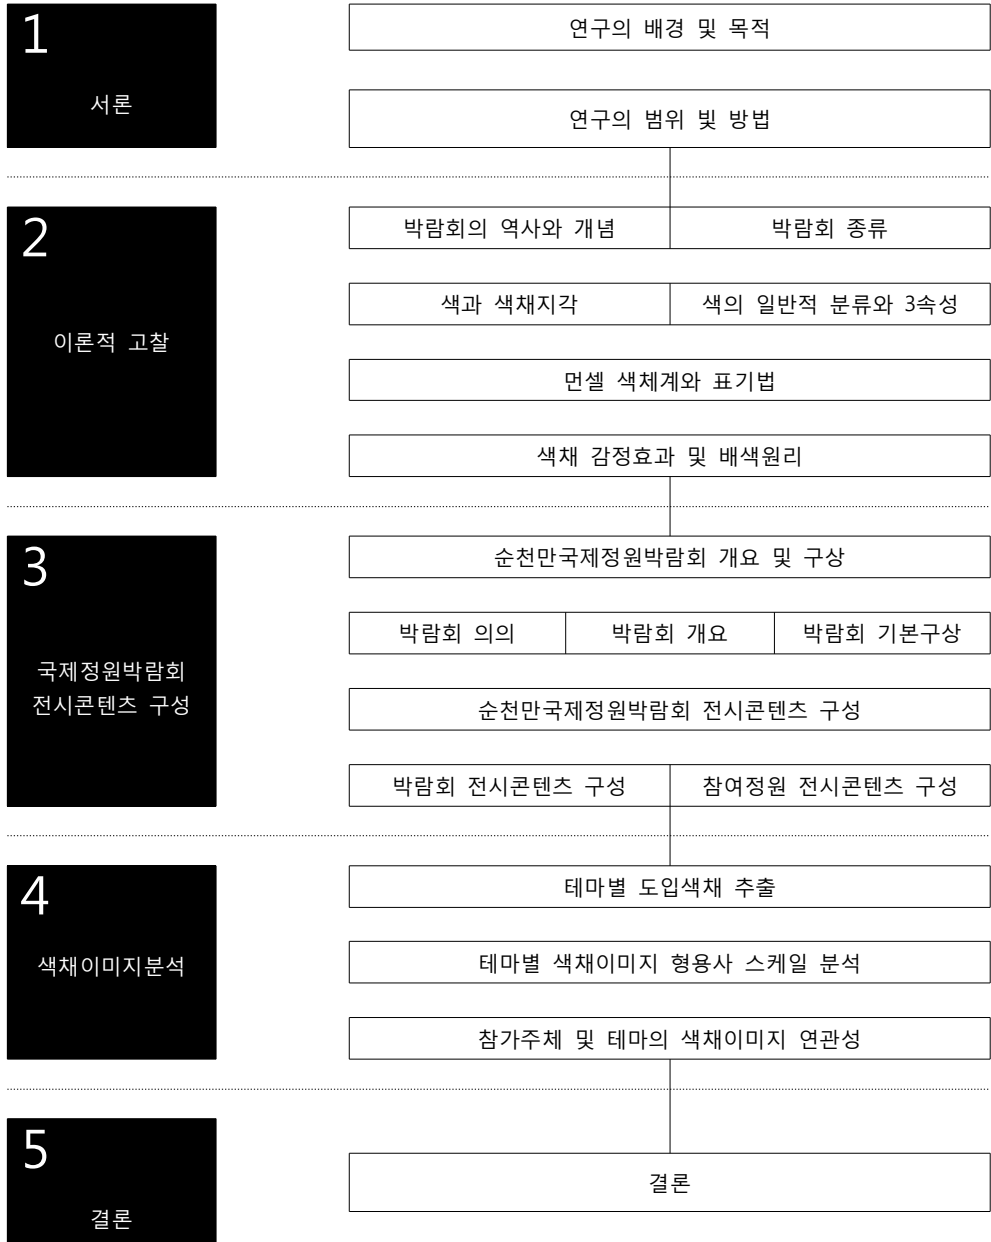 1
서론
연구의 배경 및 목적
연구의 범위 빛 방법
2
이론적 고찰
박람회의 역사와 개념
박람회 종류
색과 색채지각
색의 일반적 분류와 3속성
먼셀 색체계와 표기법
색채 감정효과 및 배색원리
3
국제정원박람회
전시콘텐츠 구성
순천만국제정원박람회 개요 및 구상
박람회 의의
박람회 개요
박람회 기본구상
순천만국제정원박람회 전시콘텐츠 구성
박람회 전시콘텐츠 구성
참여정원 전시콘텐츠 구성
4
색채이미지분석
테마별 도입색채 추출
테마별 색채이미지 형용사 스케일 분석
참가주체 및 테마의 색채이미지 연관성
5
결론
결론